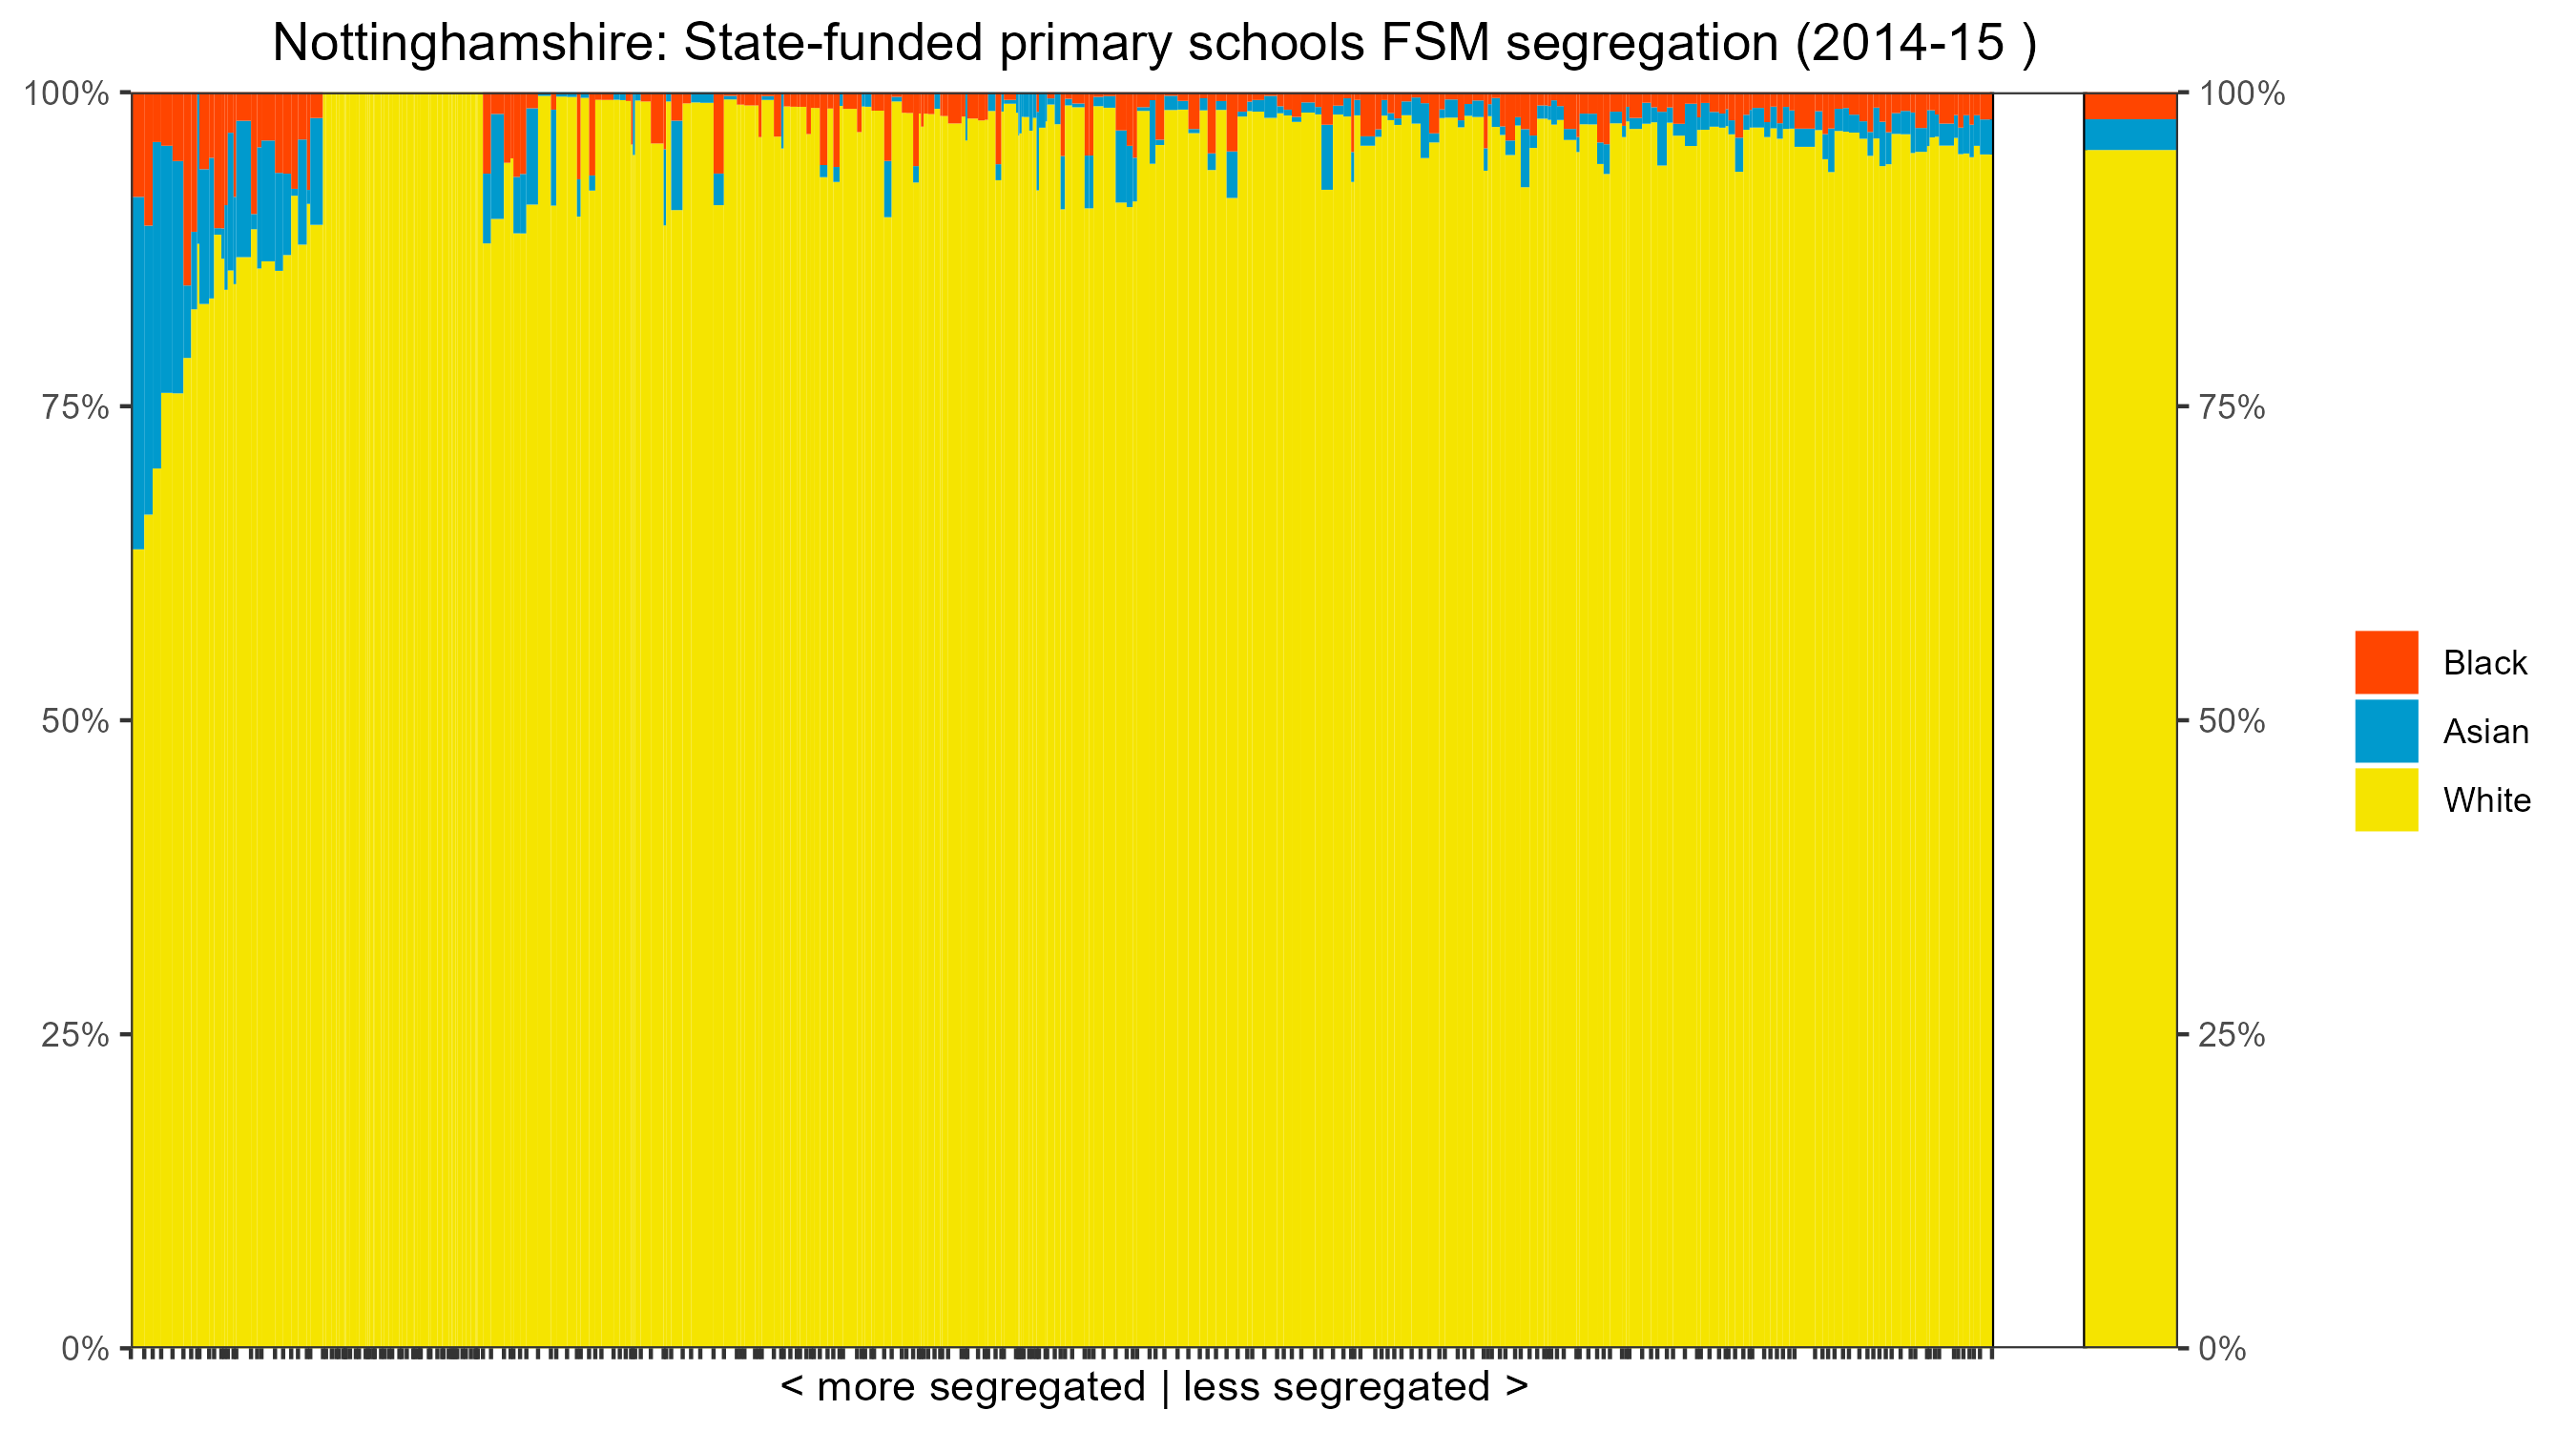 Nottinghamshire: State-funded primary schools FSM segregation (2014-15 )
100%
75%
50%
25%
0%
100%
75%
50%
25%
0%
Black
Asian
White
< more segregated | less segregated >